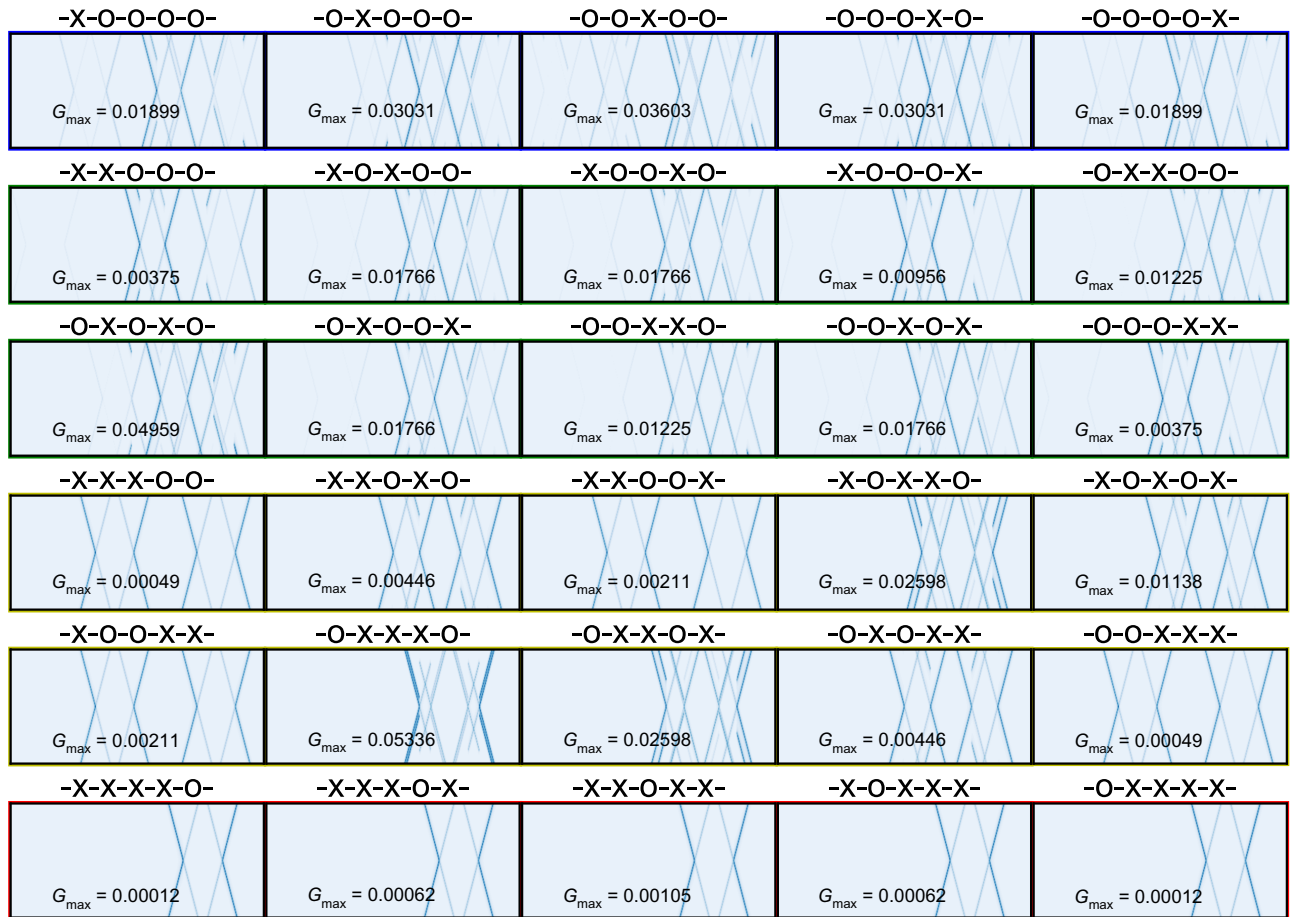 -X-O-O-O-O- -O-X-O-O-O- -O-O-X-O-O- -O-O-O-X-O- -O-O-O-O-X-
Gmax = 0.01899 Gmax = 0.03031 Gmax = 0.03603 Gmax = 0.03031 Gmax = 0.01899
-X-X-O-O-O- -X-O-X-O-O- -X-O-O-X-O- -X-O-O-O-X- -O-X-X-O-O-
Gmax = 0.00375 Gmax = 0.01766 Gmax = 0.01766 Gmax = 0.00956 Gmax = 0.01225
-O-X-O-X-O- -O-X-O-O-X- -O-O-X-X-O- -O-O-X-O-X- -O-O-O-X-X-
Gmax = 0.04959 Gmax = 0.01766 Gmax = 0.01225 Gmax = 0.01766 Gmax = 0.00375
-X-X-X-O-O- -X-X-O-X-O- -X-X-O-O-X- -X-O-X-X-O- -X-O-X-O-X-
Gmax = 0.00049 Gmax = 0.00446 Gmax = 0.00211 Gmax = 0.02598 Gmax = 0.01138
-X-O-O-X-X- -O-X-X-X-O- -O-X-X-O-X- -O-X-O-X-X- -O-O-X-X-X-
Gmax = 0.00211 Gmax = 0.05336 Gmax = 0.02598 Gmax = 0.00446 Gmax = 0.00049
-X-X-X-X-O- -X-X-X-O-X- -X-X-O-X-X- -X-O-X-X-X- -O-X-X-X-X-
Gmax = 0.00012 Gmax = 0.00062 Gmax = 0.00105 Gmax = 0.00062 Gmax = 0.00012